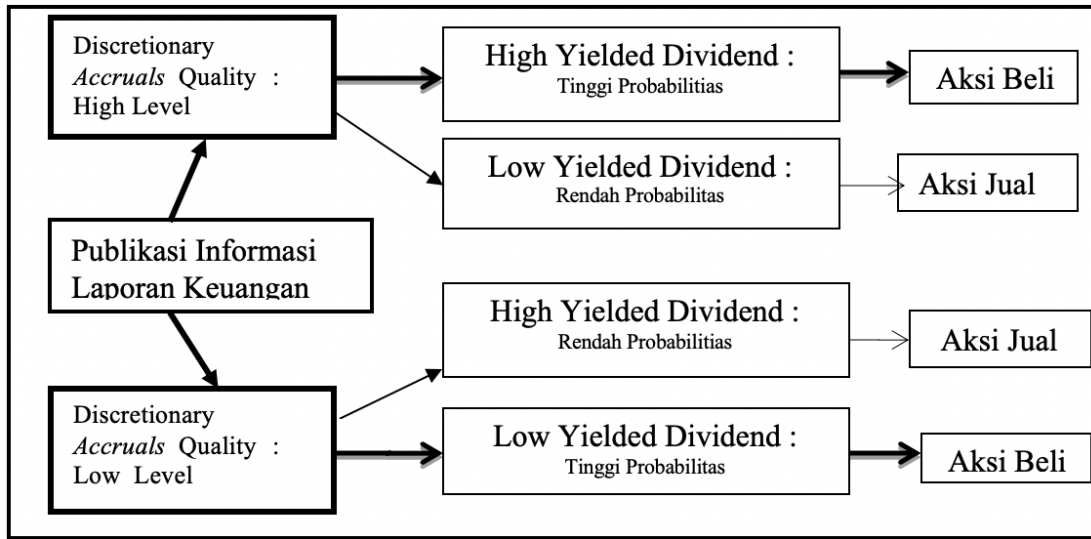 Discretionary
Accruals Quality :
High Level
High Yielded Dividend :
Tinggi Probabilitias
Aksi Beli
Low Yielded Dividend :
Rendah Probabilitas
Aksi Jual
Publikasi Informasi
Laporan Keuangan
High Yielded Dividend :
Rendah Probabilitias
Aksi Jual
Discretionary
Accruals Quality :
Low Level
Low Yielded Dividend :
Tinggi Probabilitas
Aksi Beli